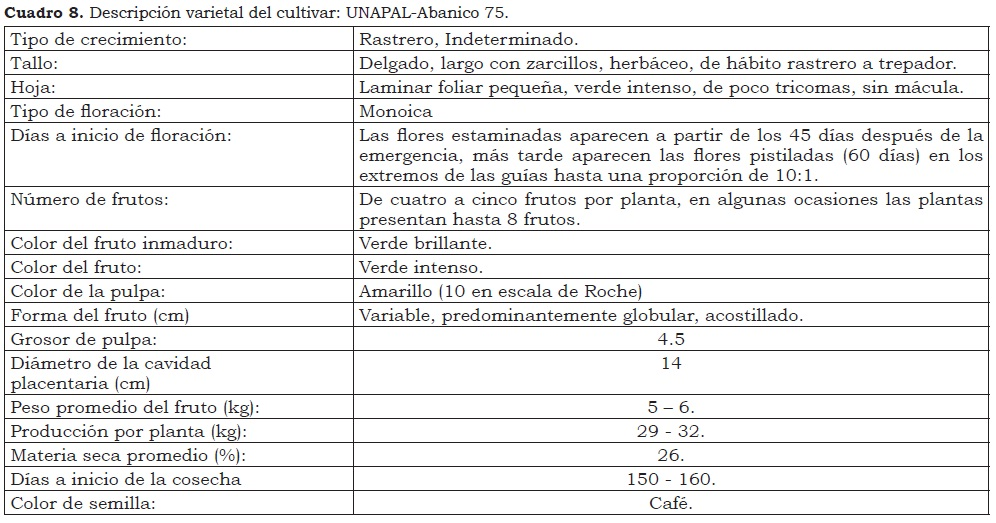 Cuadro 8. Descripción varietal del cultivar: UNAPAL-Abanico 75.
Tipo de crecimiento: Rastrero, Indeterminado.
Tallo: Delgado, largo con zarcillos, herbáceo, de hábito rastrero a trepador.
Hoja: Laminar foliar pequeña, verde intenso, de poco tricomas, sin mácula.
Tipo de floración: Monoica
Días a inicio de floración: Las flores estaminadas aparecen a partir de los 45 días después de la
emergencia, más tarde aparecen las flores pistiladas (60 días) en los
extremos de las guías hasta una proporción de 10:1.
Número de frutos: De cuatro a cinco frutos por planta, en algunas ocasiones las plantas
presentan hasta 8 frutos.
Color del fruto inmaduro: Verde brillante.
Color del fruto: Verde intenso.
Color de la pulpa: Amarillo (10 en escala de Roche)
Forma del fruto (cm) Variable, predominantemente globular, acostillado.
Grosor de pulpa: 4.5
Diámetro de la cavidad 14
placentaria (cm)
Peso promedio del fruto (kg): 5 – 6.
Producción por planta (kg): 29 - 32.
Materia seca promedio (%): 26.
Días a inicio de la cosecha 150 - 160.
Color de semilla: Café.